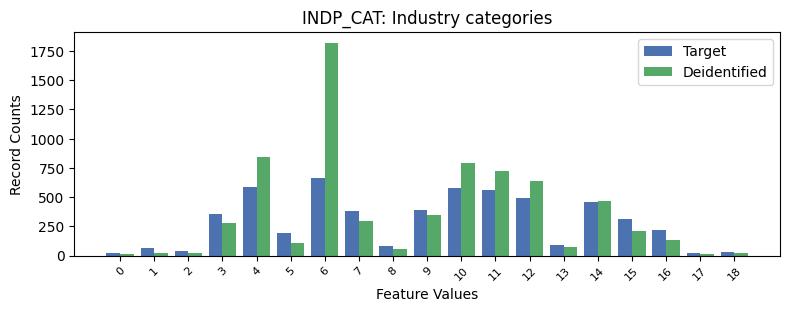 INDP_CAT: Industry categories
Target
Deidentified
Record Counts
1750
1500
1250
1000
750
500
250
0
0 1 2 3 4 5 6 7 8 9 10 11 12 13 14 15 16 17 18
Feature Values